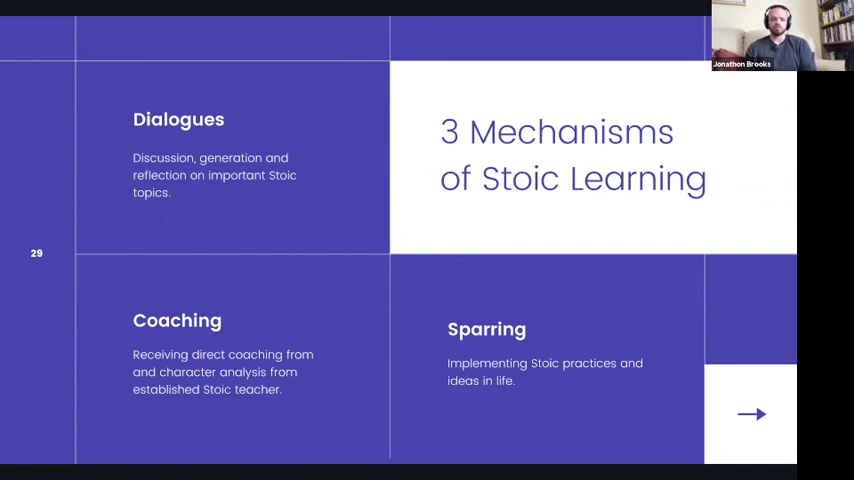 Jonathon Brooks
Dialogues
Discussion, generation and
reflection on important Stoic
topics.
3 Mechanisms
of Stoic Learning
29
Coaching
Receiving direct coaching from
and character analysis from
established Stoic teacher.
Sparring
Implementing Stoic practices and
ideas in life.